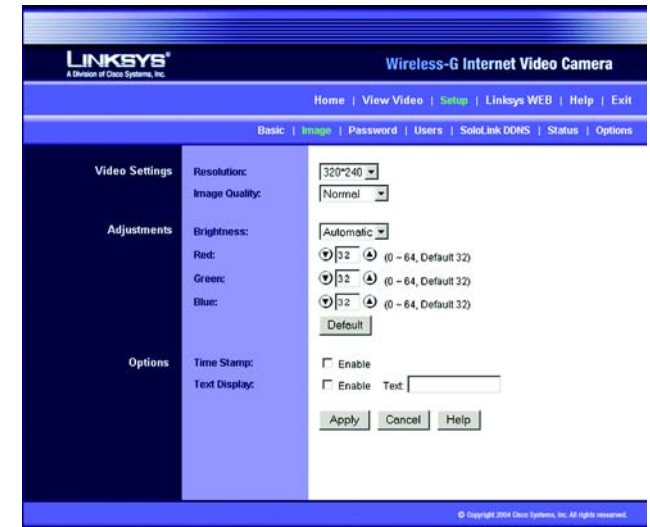 LINKSYS®
A Division of Cisco Systems, Inc.
Wireless-G Internet Video Camera
Home | View Video | Setup | Linksys WEB | Help | Exit
Basic | Image | Password | Users | SoloLink DDNS | Status | Options
Video Settings
Resolution: 320*240
Image Quality: Normal
Adjustments
Brightness: Automatic
Red: 32 (0 ~ 64, Default 32)
Green: 32 (0 ~ 64, Default 32)
Blue: 32 (0 ~ 64, Default 32)
Default
Options
Time Stamp: Enable
Text Display: Enable Text:
Apply Cancel Help
© Copyright 2004 Cisco Systems, Inc. All rights reserved.